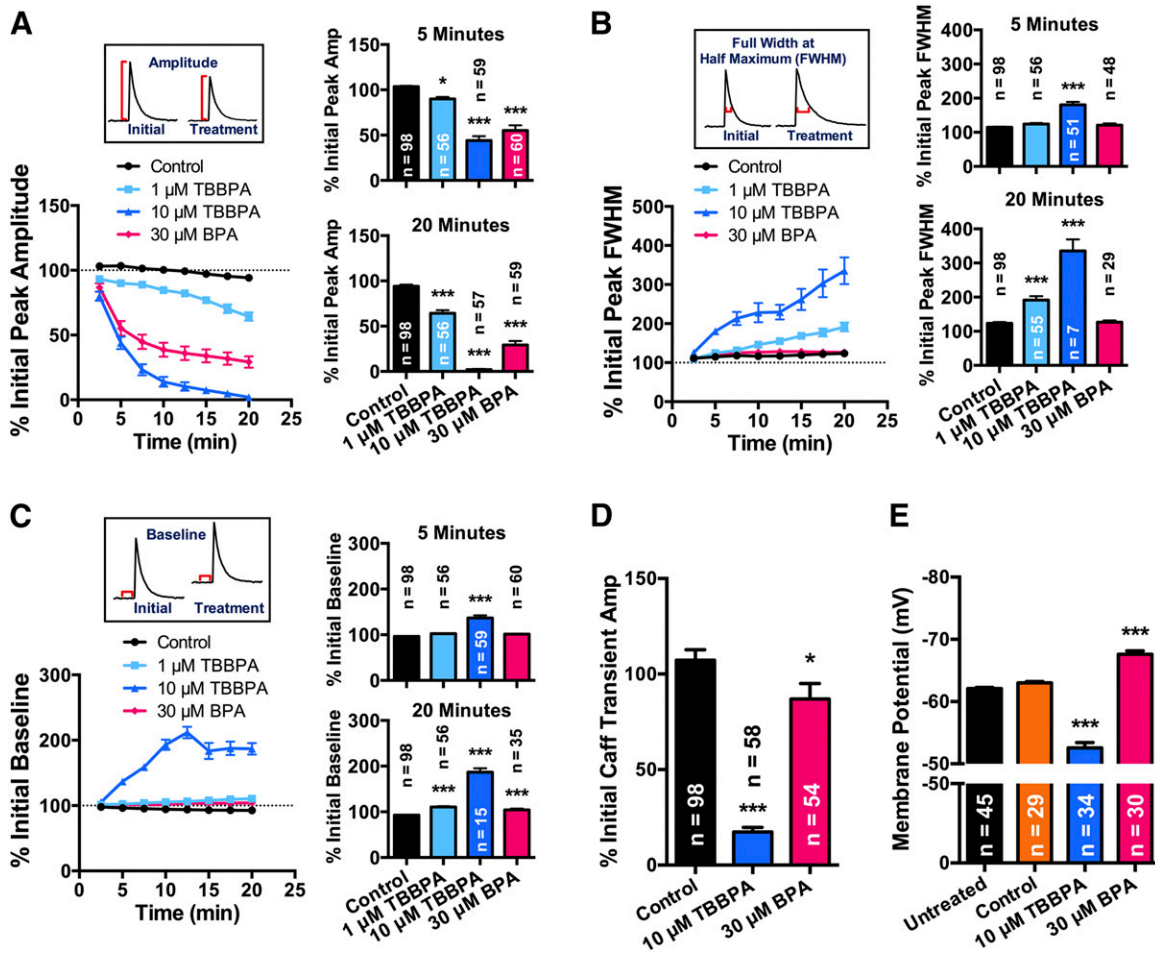 A
Amplitude
Initial
Treatment
Control
1 µM TBBPA
10 µM TBBPA
30 µM BPA
% Initial Peak Amplitude
150
100
50
0
0
5
10
15
20
25
Time (min)
5 Minutes
% Initial Peak Amp
150
100
50
0
n = 98
*
n = 56
n = 59
***
***
n = 60
20 Minutes
% Initial Peak Amp
150
100
50
0
n = 98
***
n = 56
n = 57
***
n = 59
***
Control
1 µM TBBPA
10 µM TBBPA
30 µM BPA
B
Full Width at
Half Maximum (FWHM)
Initial
Treatment
Control
1 µM TBBPA
10 µM TBBPA
30 µM BPA
% Initial Peak FWHM
500
400
300
200
100
0
5
10
15
20
25
Time (min)
5 Minutes
% Initial Peak FWHM
400
300
200
100
0
n = 98
n = 56
***
n = 51
n = 48
20 Minutes
% Initial Peak FWHM
400
300
200
100
0
n = 98
***
n = 55
***
n = 7
n = 29
Control
1 µM TBBPA
10 µM TBBPA
30 µM BPA
C
Baseline
Initial
Treatment
Control
1 µM TBBPA
10 µM TBBPA
30 µM BPA
% Initial Baseline
300
200
100
0
0
5
10
15
20
25
Time (min)
5 Minutes
% Initial Baseline
300
200
100
0
n = 98
n = 56
***
n = 59
n = 60
20 Minutes
% Initial Baseline
300
200
100
0
n = 98
n = 56
***
***
n = 15
n = 35
***
Control
1 µM TBBPA
10 µM TBBPA
30 µM BPA
D
% Initial Caff Transient Amp
150
100
50
0
n = 98
n = 58
***
*
n = 54
Control
10 µM TBBPA
30 µM BPA
E
Membrane Potential (mV)
-80
-70
-60
-50
-50
0
n = 45
n = 29
***
n = 34
***
n = 30
Untreated
Control
10 µM TBBPA
30 µM BPA